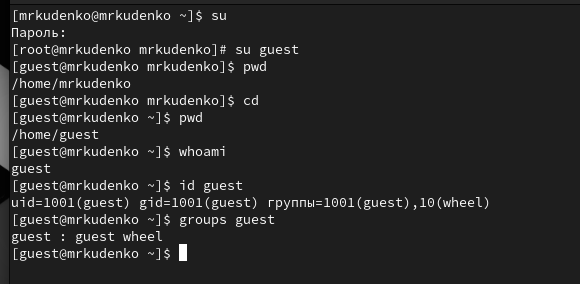 [mrkudenko@mrkudenko ~]$ su
Пароль:
[root@mrkudenko mrkudenko]# su guest
[guest@mrkudenko mrkudenko]$ pwd
/home/mrkudenko
[guest@mrkudenko mrkudenko]$ cd
[guest@mrkudenko ~]$ pwd
/home/guest
[guest@mrkudenko ~]$ whoami
guest
[guest@mrkudenko ~]$ id guest
uid=1001(guest) gid=1001(guest) группы=1001(guest),10(wheel)
[guest@mrkudenko ~]$ groups guest
guest : guest wheel
[guest@mrkudenko ~]$